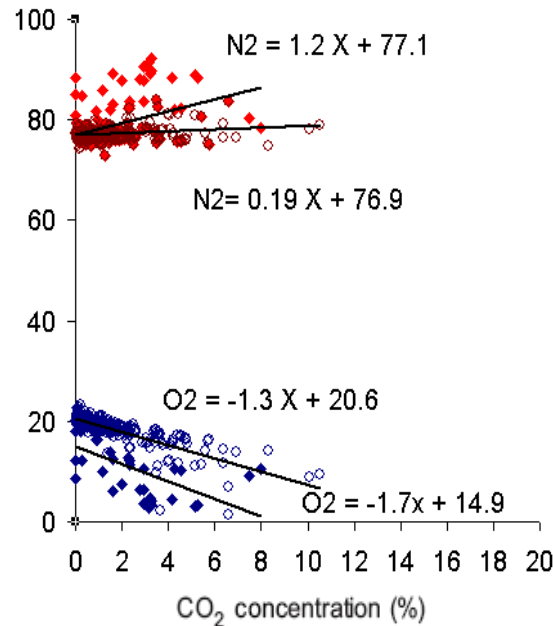 100
N2 = 1.2 X + 77.1
80
N2= 0.19 X + 76.9
60
40
O2 = -1.3 X + 20.6
20
O2 = -1.7x + 14.9
0
0 2 4 6 8 10 12 14 16 18 20
CO₂ concentration (%)